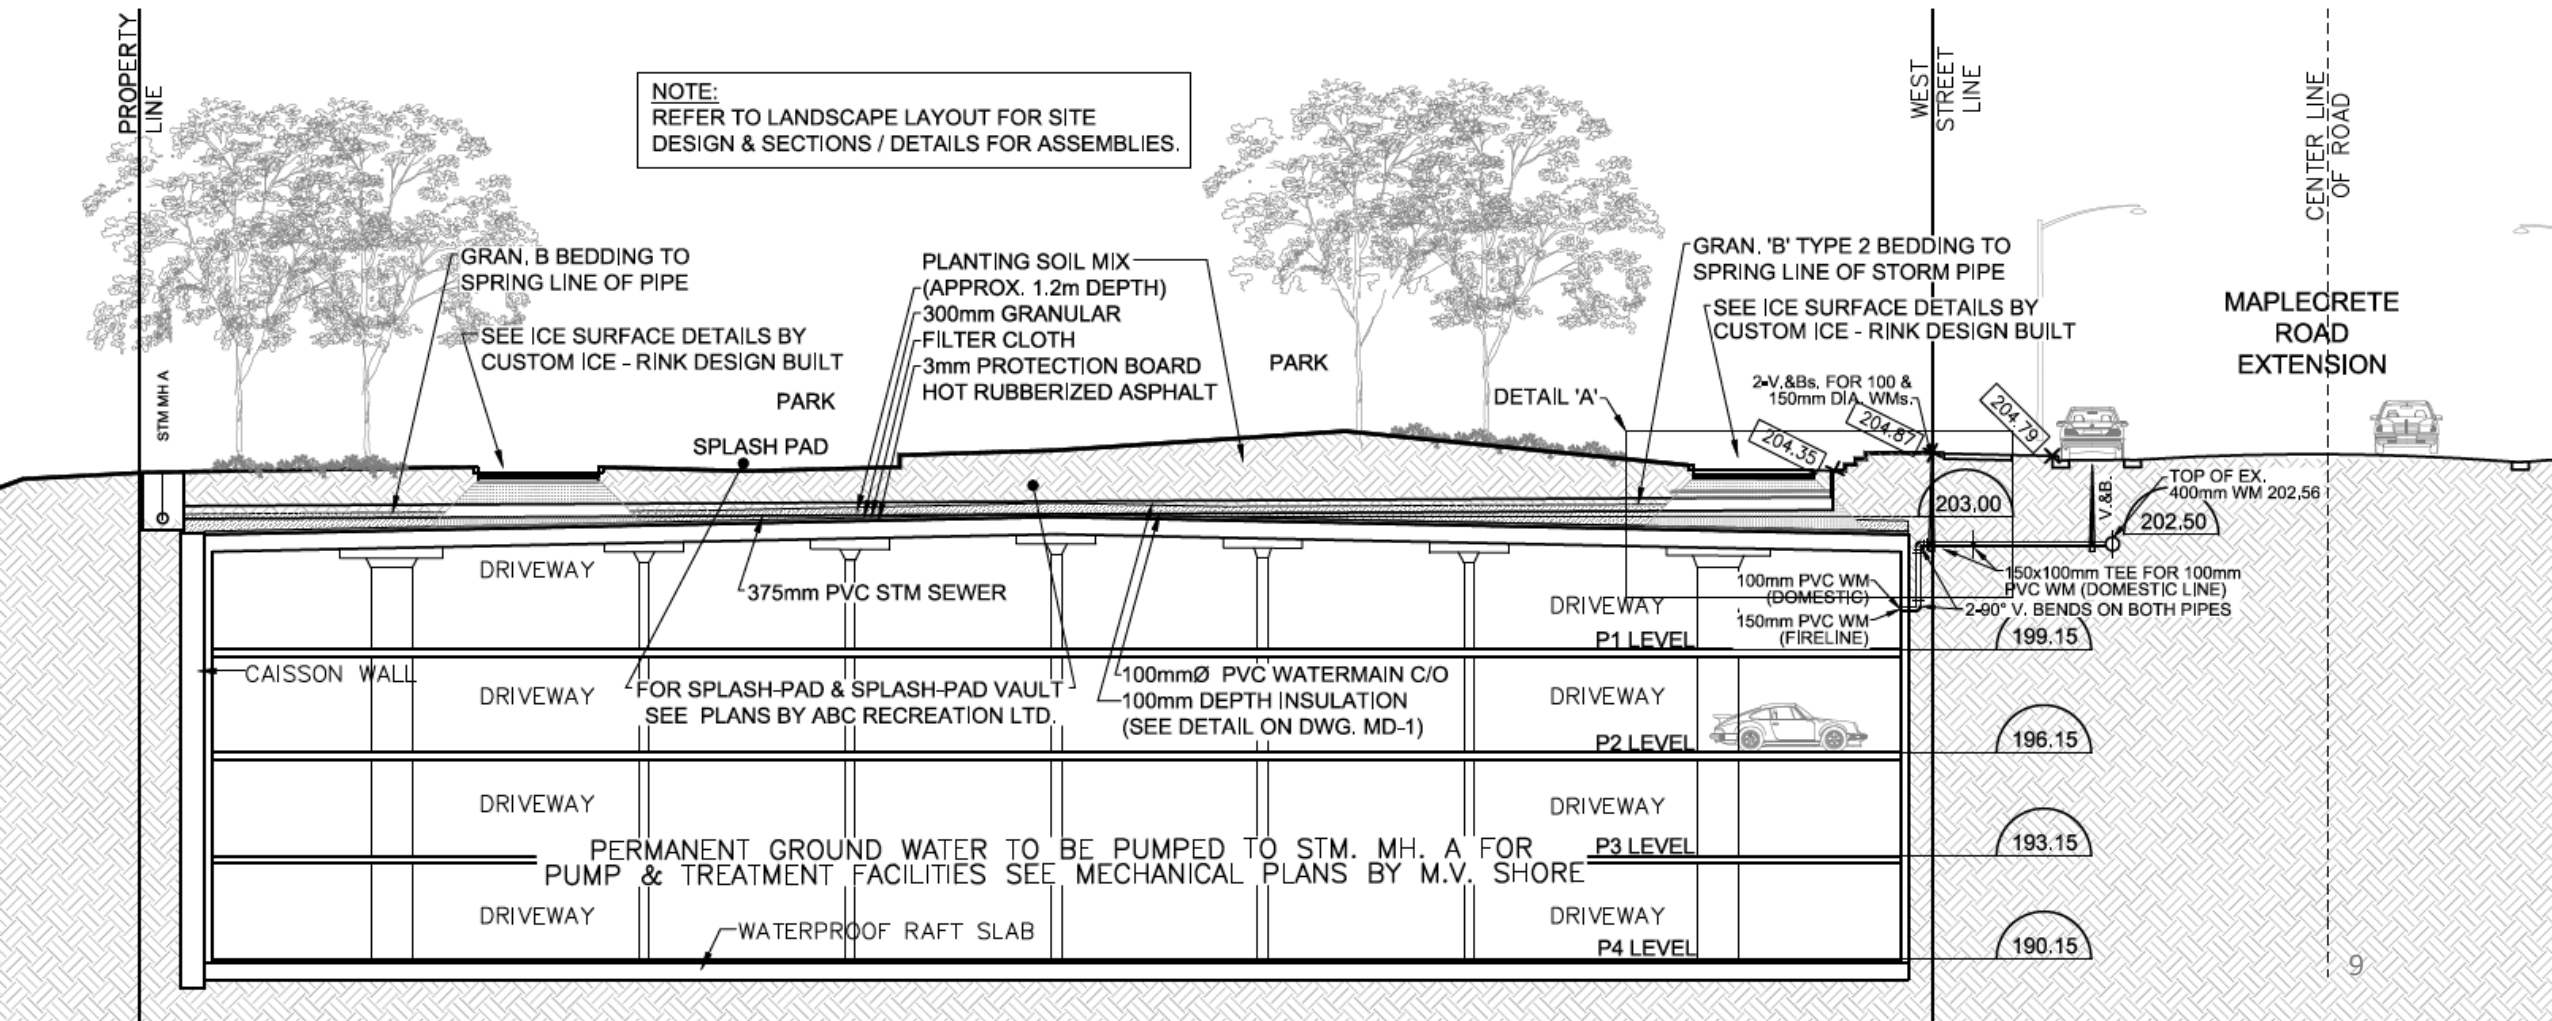 PROPERTY
LINE
NOTE:
REFER TO LANDSCAPE LAYOUT FOR SITE
DESIGN & SECTIONS / DETAILS FOR ASSEMBLIES.
WEST
STREET
LINE
CENTER LINE
OF ROAD
GRAN. B BEDDING TO
SPRING LINE OF PIPE
SEE ICE SURFACE DETAILS BY
CUSTOM ICE - RINK DESIGN BUILT
STM MH A
PARK
SPLASH PAD
PLANTING SOIL MIX
(APPROX. 1.2m DEPTH)
300mm GRANULAR
FILTER CLOTH
3mm PROTECTION BOARD
HOT RUBBERIZED ASPHALT
PARK
GRAN. 'B' TYPE 2 BEDDING TO
SPRING LINE OF STORM PIPE
SEE ICE SURFACE DETAILS BY
CUSTOM ICE - RINK DESIGN BUILT
DETAIL 'A'
2-V.&Bs. FOR 100 &
150mm DIA. WMs.
204.35
204.87
204.79
MAPLECRETE
ROAD
EXTENSION
203.00
V.&B.
TOP OF EX.
400mm WM 202.56
202.50
150x100mm TEE FOR 100mm
PVC WM (DOMESTIC LINE)
2-90° V. BENDS ON BOTH PIPES
100mm PVC WM
(DOMESTIC)
150mm PVC WM
(FIRELINE)
DRIVEWAY
375mm PVC STM SEWER
DRIVEWAY
P1 LEVEL
199.15
CAISSON WALL
DRIVEWAY
FOR SPLASH-PAD & SPLASH-PAD VAULT
SEE PLANS BY ABC RECREATION LTD.
100mmØ PVC WATERMAIN C/O
100mm DEPTH INSULATION
(SEE DETAIL ON DWG. MD-1)
DRIVEWAY
P2 LEVEL
196.15
DRIVEWAY
DRIVEWAY
PERMANENT GROUND WATER TO BE PUMPED TO STM. MH. A FOR
PUMP & TREATMENT FACILITIES SEE MECHANICAL PLANS BY M.V. SHORE
P3 LEVEL
193.15
DRIVEWAY
WATERPROOF RAFT SLAB
DRIVEWAY
P4 LEVEL
190.15
9